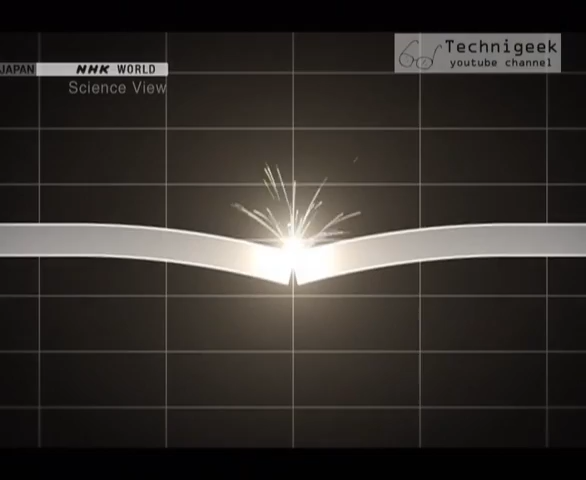 JAPAN NHK WORLD
Science View
Technigeek
youtube channel